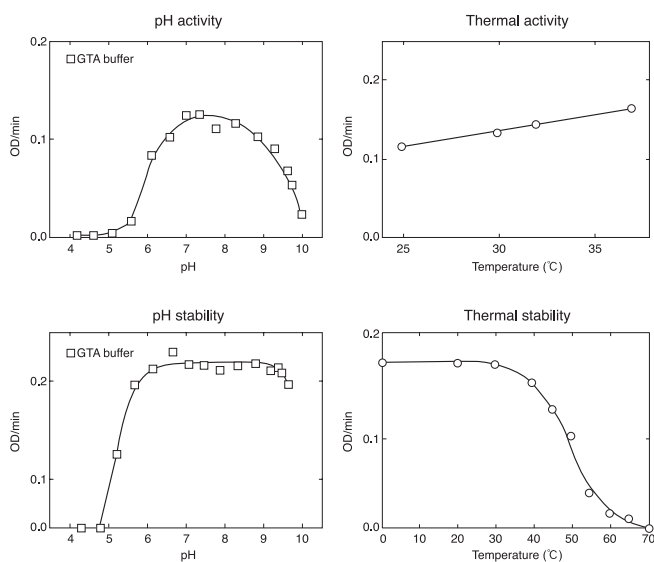 pH activity
0.2
GTA buffer
OD/min
0.1
0.0
4 5 6 7 8 9 10
pH
Thermal activity
0.2
OD/min
0.1
0.0
25 30 35
Temperature (℃)
pH stability
GTA buffer
0.2
OD/min
0.1
0.0
4 5 6 7 8 9 10
pH
Thermal stability
0.2
OD/min
0.1
0.0
0 10 20 30 40 50 60 70
Temperature (℃)